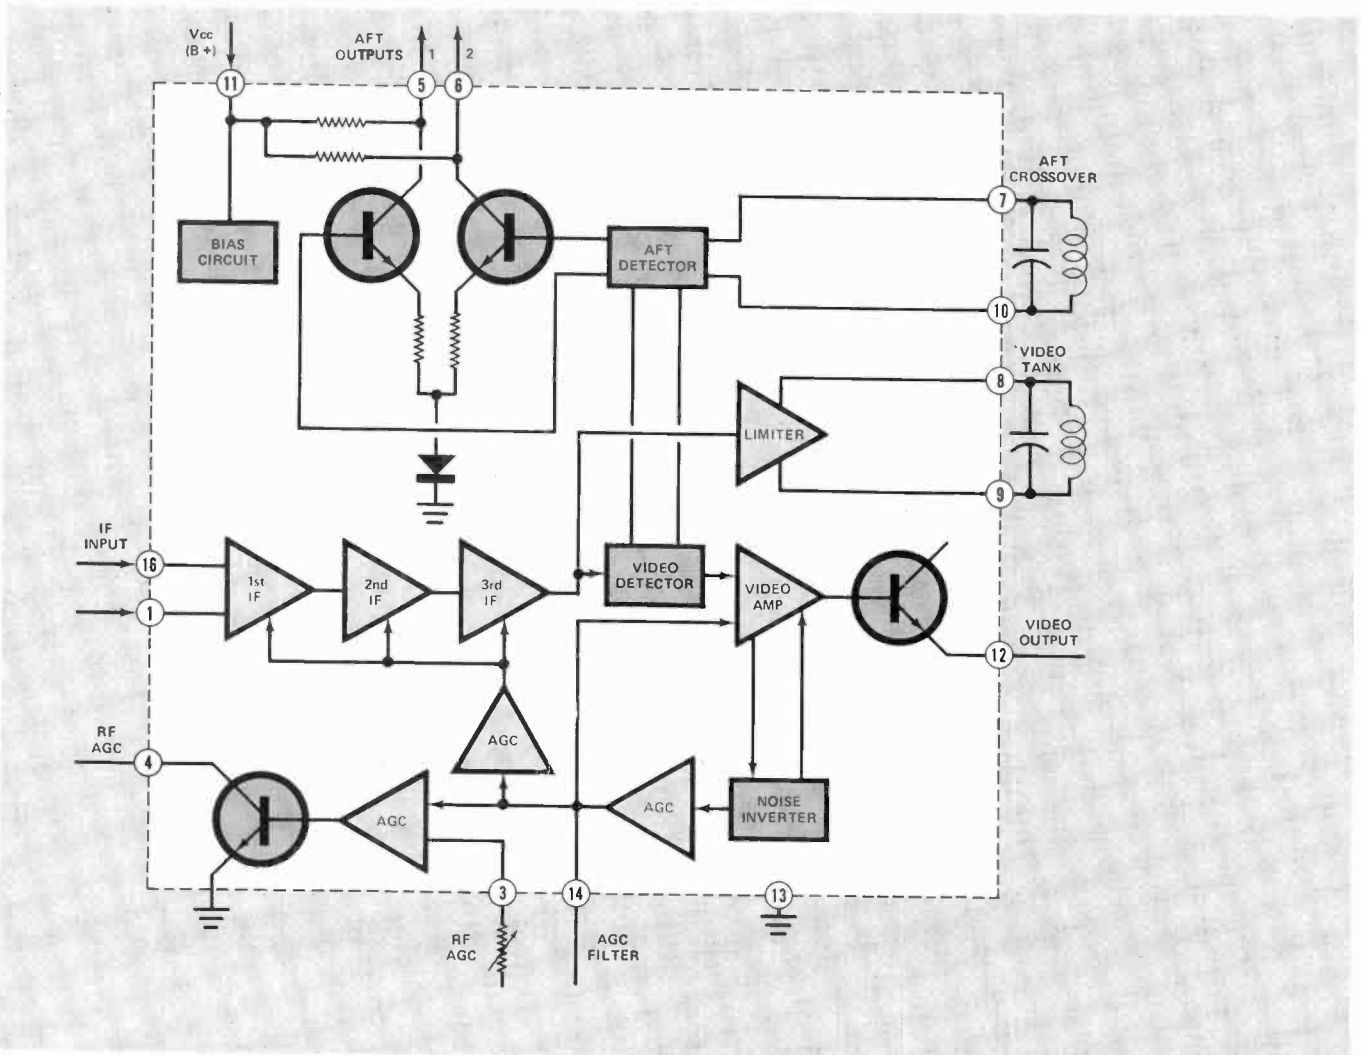 Vcc
(B +)
AFT
OUTPUTS
1
2
11
5
6
AFT
CROSSOVER
7
BIAS
CIRCUIT
AFT
DETECTOR
10
VIDEO
TANK
8
LIMITER
9
IF
INPUT
16
1st
IF
2nd
IF
3rd
IF
VIDEO
DETECTOR
VIDEO
AMP
1
VIDEO
OUTPUT
12
RF
AGC
4
AGC
AGC
AGC
NOISE
INVERTER
3
14
13
RF
AGC
AGC
FILTER